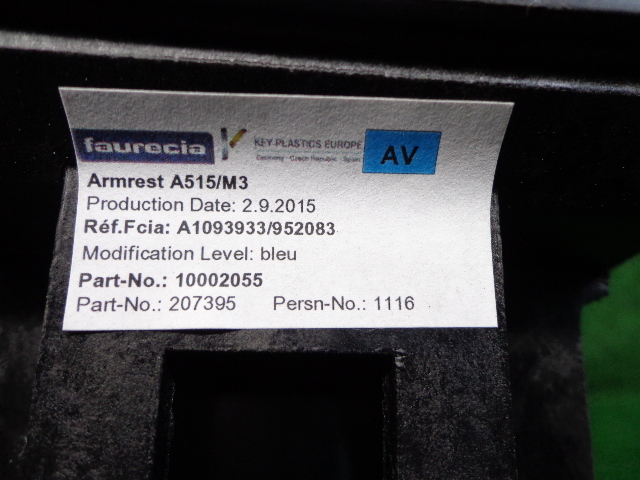 faurecia KEY PLASTICS EUROPE AV
Germany - Czech Republic - Spain
Armrest A515/M3
Production Date: 2.9.2015
Réf.Fcia: A1093933/952083
Modification Level: bleu
Part-No.: 10002055
Part-No.: 207395 Persn-No.: 1116